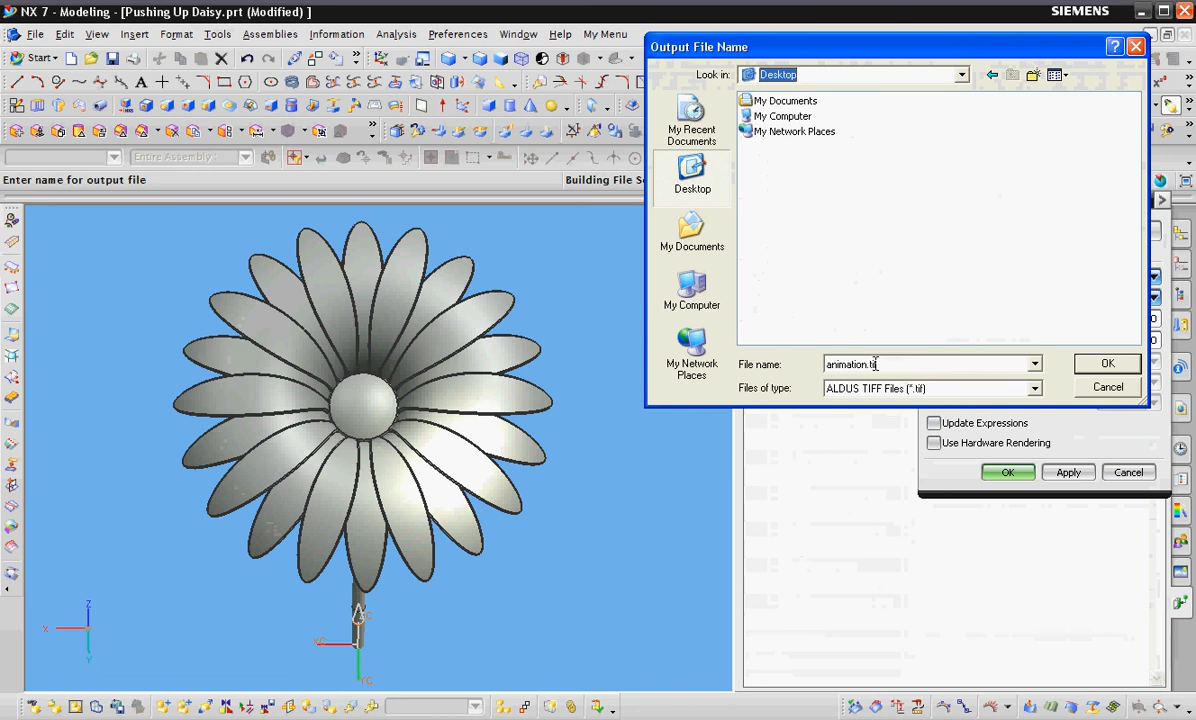 NX 7 - Modeling - [Pushing Up Daisy.prt (Modified) ]
SIEMENS
File Edit View Insert Format Tools Assemblies Information Analysis Preferences Window Help My Menu
Start
Entire Assembly
Enter name for output file
Building File Se
Output File Name
Look in: Desktop
My Documents
My Computer
My Network Places
My Recent Documents
Desktop
My Documents
My Computer
My Network Places
File name: animation.tif
OK
Files of type: ALDUS TIFF Files (*.tif)
Cancel
Update Expressions
Use Hardware Rendering
OK Apply Cancel
Z
X
Y
XC
YC